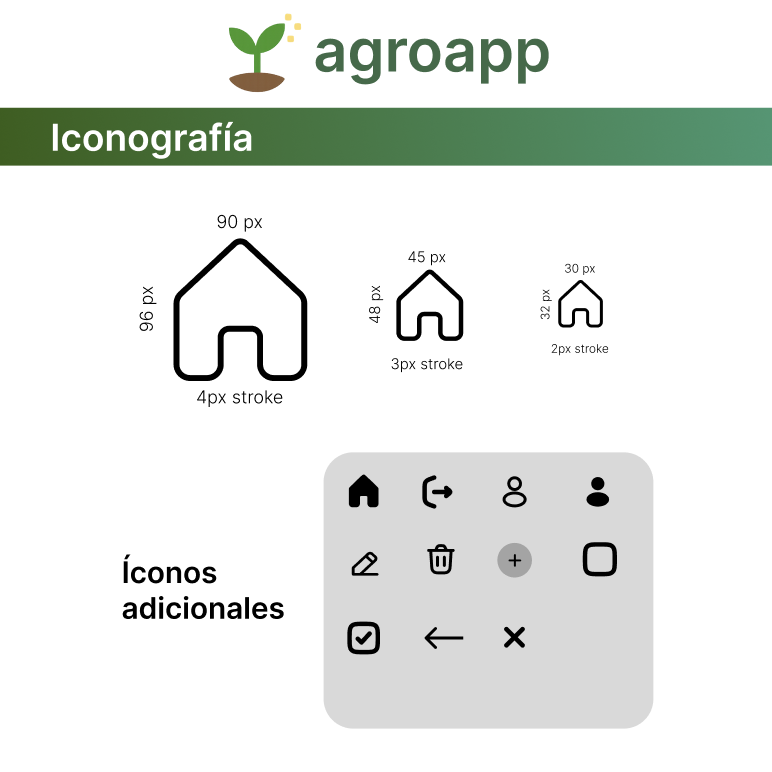 agroapp
Iconografía
90 px
96 px
4px stroke
45 px
48 px
3px stroke
30 px
32 px
2px stroke
Íconos
adicionales